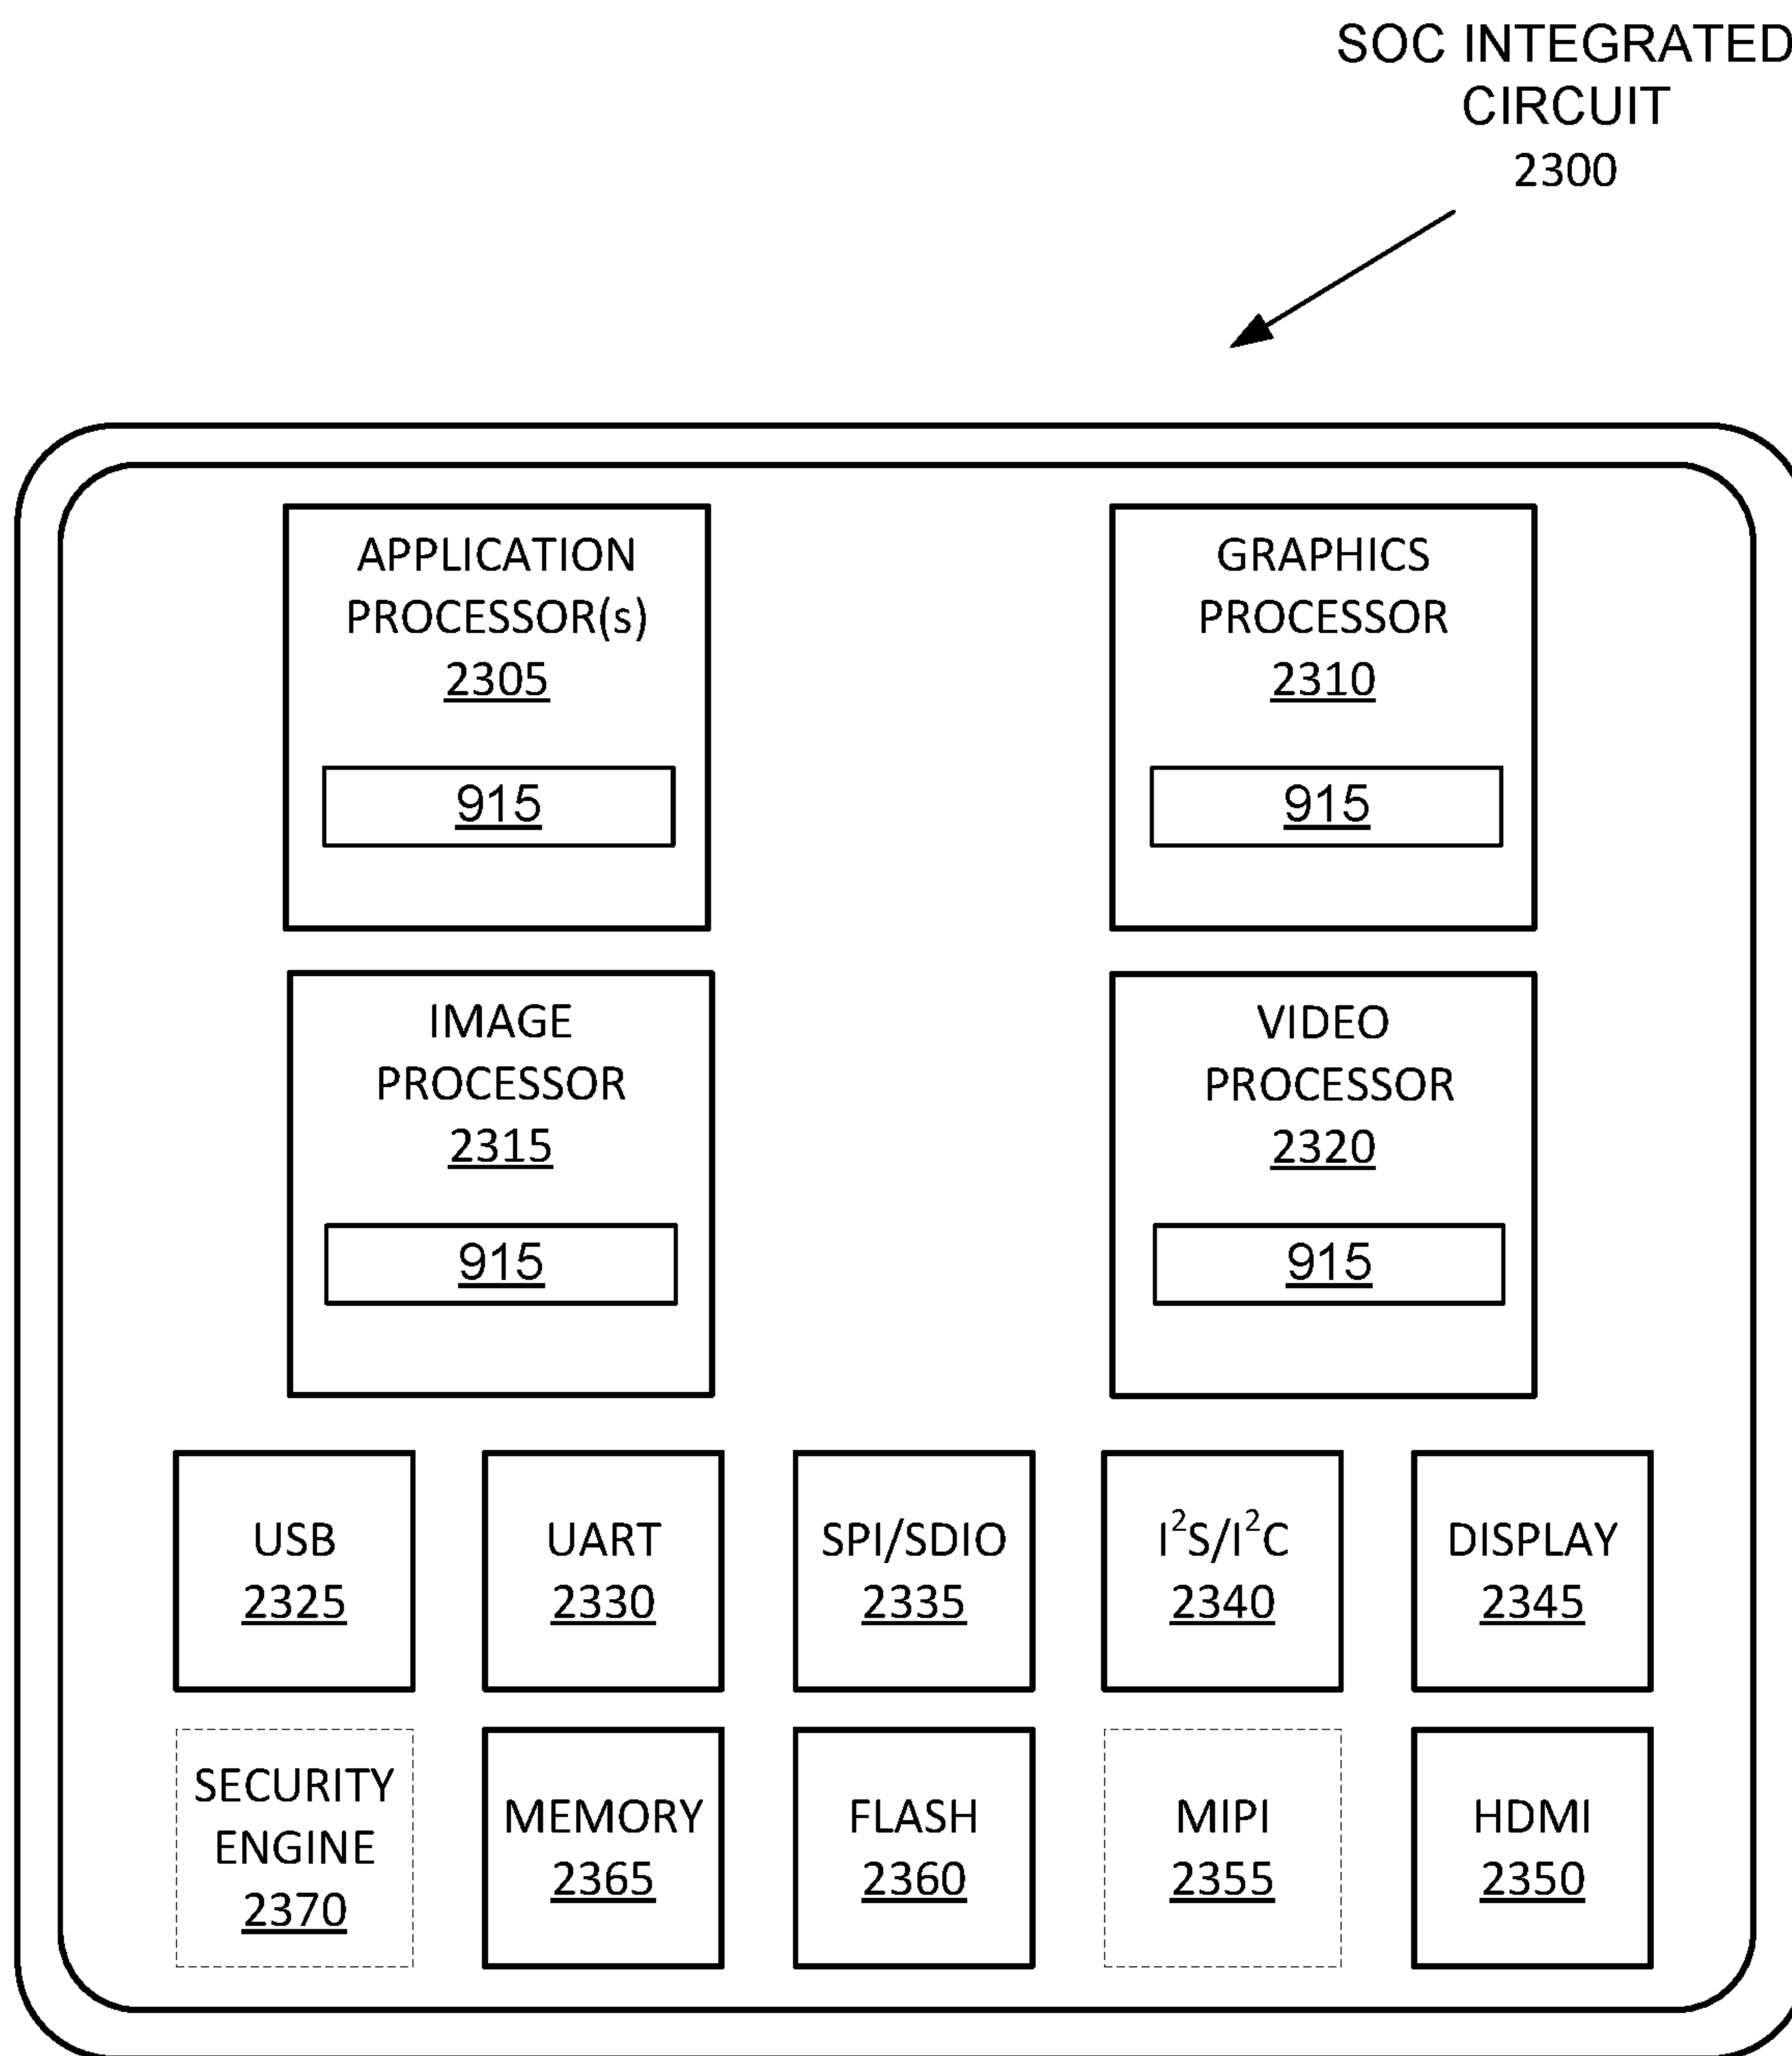 SOC INTEGRATED
CIRCUIT
2300
APPLICATION
PROCESSOR(s)
2305
915
GRAPHICS
PROCESSOR
2310
915
IMAGE
PROCESSOR
2315
915
VIDEO
PROCESSOR
2320
915
USB
2325
UART
2330
SPI/SDIO
2335
I²S/I²C
2340
DISPLAY
2345
SECURITY
ENGINE
2370
MEMORY
2365
FLASH
2360
MIPI
2355
HDMI
2350